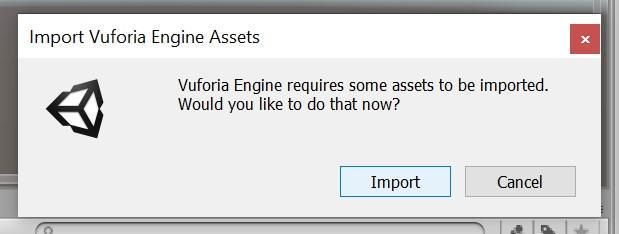 Import Vuforia Engine Assets
Vuforia Engine requires some assets to be imported.
Would you like to do that now?
Import
Cancel